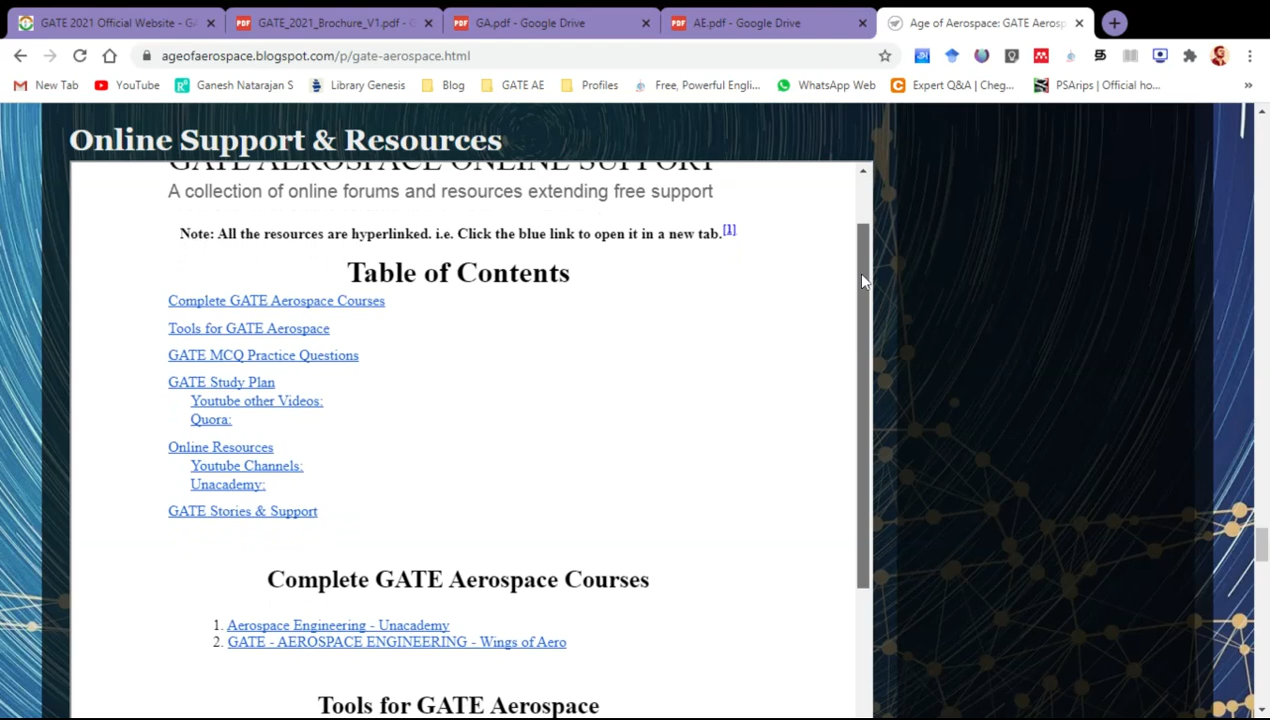 GATE 2021 Official Website - GA
GATE_2021_Brochure_V1.pdf - G
GA.pdf - Google Drive
AE.pdf - Google Drive
Age of Aerospace: GATE Aerosp
ageofaerospace.blogspot.com/p/gate-aerospace.html
New Tab
YouTube
Ganesh Natarajan S
Library Genesis
Blog
GATE AE
Profiles
Free, Powerful Engli...
WhatsApp Web
Expert Q&A | Cheg...
PSArips | Official ho...
»
Online Support & Resources
GATE AEROSPACE ONLINE SUPPORT
A collection of online forums and resources extending free support
Note: All the resources are hyperlinked. i.e. Click the blue link to open it in a new tab.[1]
Table of Contents
Complete GATE Aerospace Courses
Tools for GATE Aerospace
GATE MCQ Practice Questions
GATE Study Plan
Youtube other Videos:
Quora:
Online Resources
Youtube Channels:
Unacademy:
GATE Stories & Support
Complete GATE Aerospace Courses
1. Aerospace Engineering - Unacademy
2. GATE - AEROSPACE ENGINEERING - Wings of Aero
Tools for GATE Aerospace